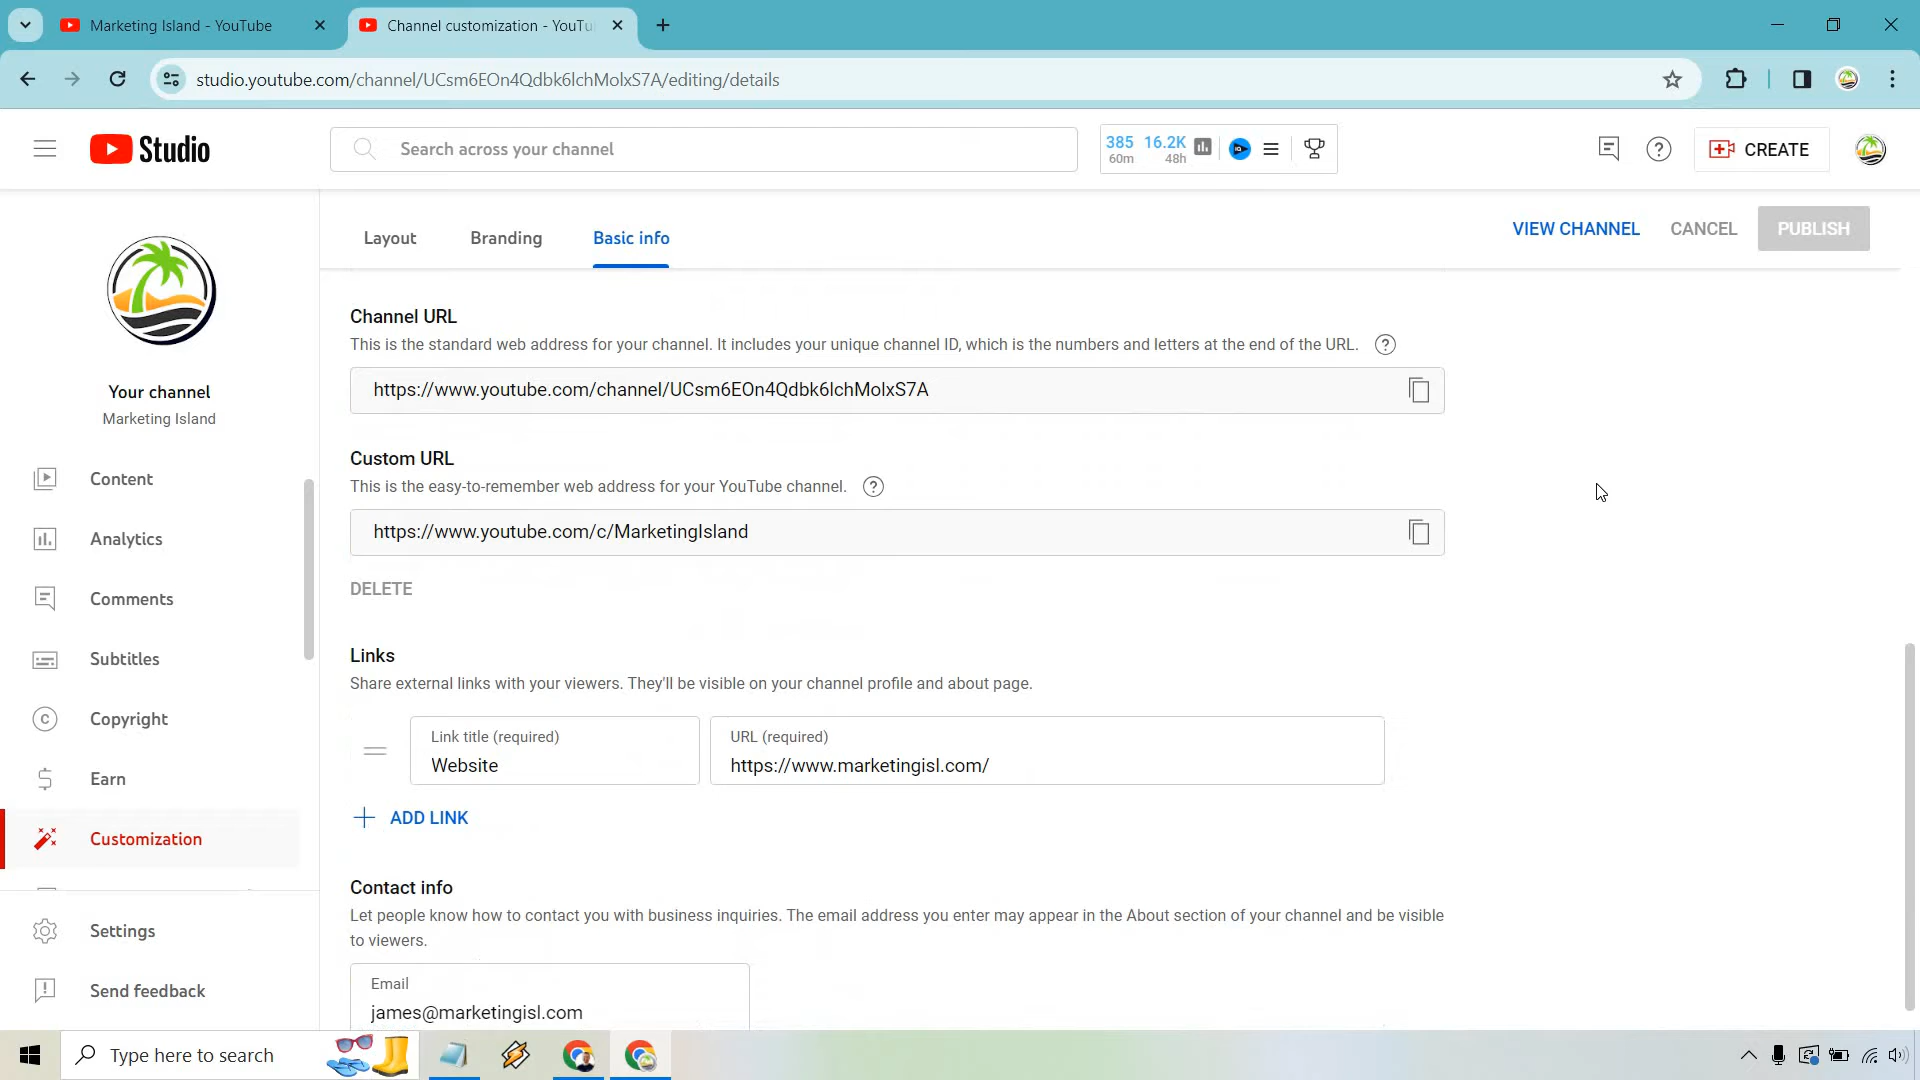 Marketing Island - YouTube
Channel customization - YouTu
studio.youtube.com/channel/UCsm6EOn4Qdbk6lchMolxS7A/editing/details
Studio
Search across your channel
385 16.2K
60m 48h
CREATE
Layout
Branding
Basic info
VIEW CHANNEL
CANCEL
PUBLISH
Your channel
Marketing Island
Content
Analytics
Comments
Subtitles
Copyright
Earn
Customization
Settings
Send feedback
Channel URL
This is the standard web address for your channel. It includes your unique channel ID, which is the numbers and letters at the end of the URL.
https://www.youtube.com/channel/UCsm6EOn4Qdbk6lchMolxS7A
Custom URL
This is the easy-to-remember web address for your YouTube channel.
https://www.youtube.com/c/MarketingIsland
DELETE
Links
Share external links with your viewers. They'll be visible on your channel profile and about page.
Link title (required)
Website
URL (required)
https://www.marketingisl.com/
ADD LINK
Contact info
Let people know how to contact you with business inquiries. The email address you enter may appear in the About section of your channel and be visible
to viewers.
Email
james@marketingisl.com
Type here to search